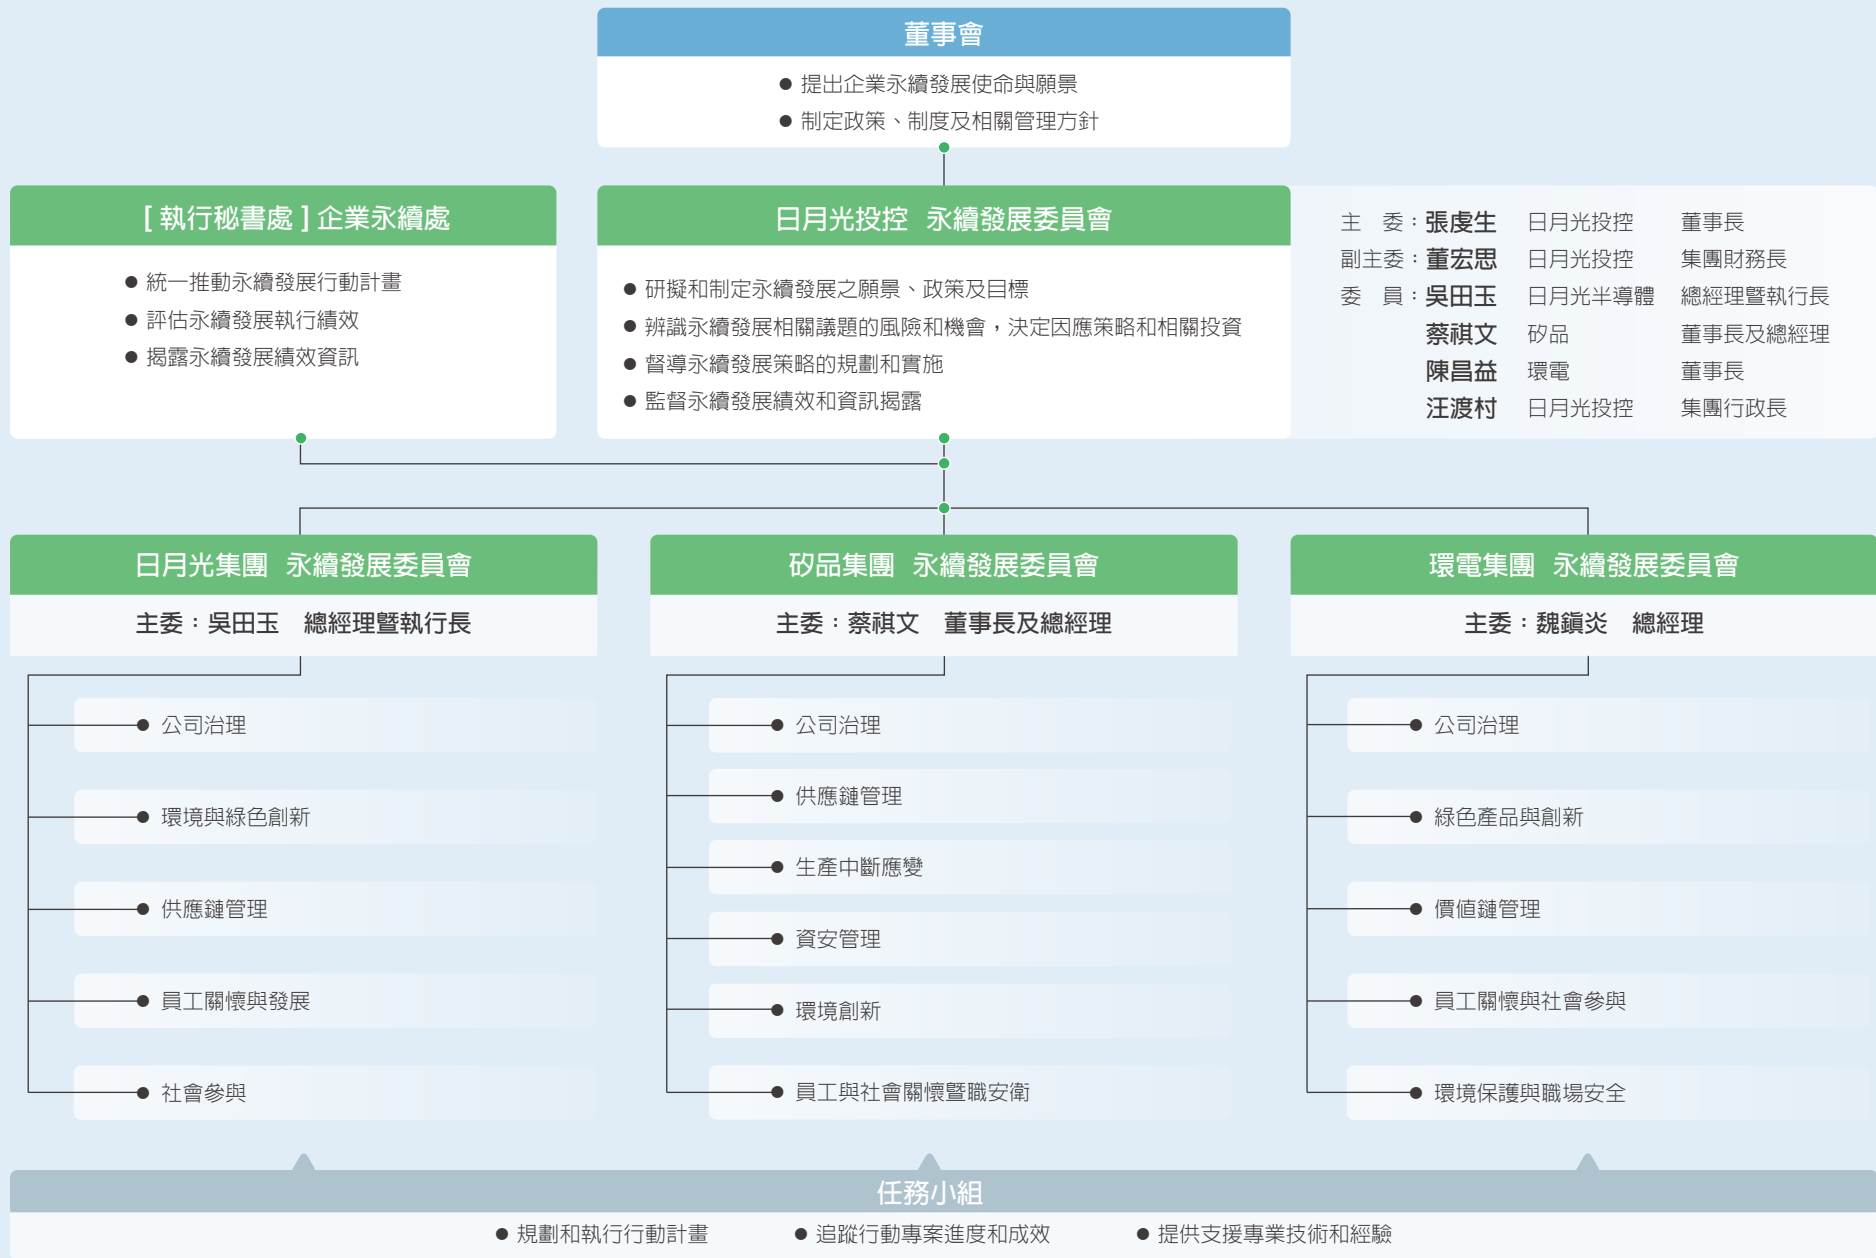 董事會
● 提出企業永續發展使命與願景
● 制定政策、制度及相關管理方針
[ 執行秘書處 ] 企業永續處
● 統一推動永續發展行動計畫
● 評估永續發展執行績效
● 揭露永續發展績效資訊
日月光投控 永續發展委員會
● 研擬和制定永續發展之願景、政策及目標
● 辨識永續發展相關議題的風險和機會，決定因應策略和相關投資
● 督導永續發展策略的規劃和實施
● 監督永續發展績效和資訊揭露
主 委：張虔生 日月光投控 董事長
副主委：董宏思 日月光投控 集團財務長
委 員：吳田玉 日月光半導體 總經理暨執行長
蔡祺文 矽品 董事長及總經理
陳昌益 環電 董事長
汪渡村 日月光投控 集團行政長
日月光集團 永續發展委員會
主委：吳田玉 總經理暨執行長
● 公司治理
● 環境與綠色創新
● 供應鏈管理
● 員工關懷與發展
● 社會參與
矽品集團 永續發展委員會
主委：蔡祺文 董事長及總經理
● 公司治理
● 供應鏈管理
● 生產中斷應變
● 資安管理
● 環境創新
● 員工與社會關懷暨職安衛
環電集團 永續發展委員會
主委：魏鎮炎 總經理
● 公司治理
● 綠色產品與創新
● 價值鏈管理
● 員工關懷與社會參與
● 環境保護與職場安全
任務小組
● 規劃和執行行動計畫 ● 追蹤行動專案進度和成效 ● 提供支援專業技術和經驗